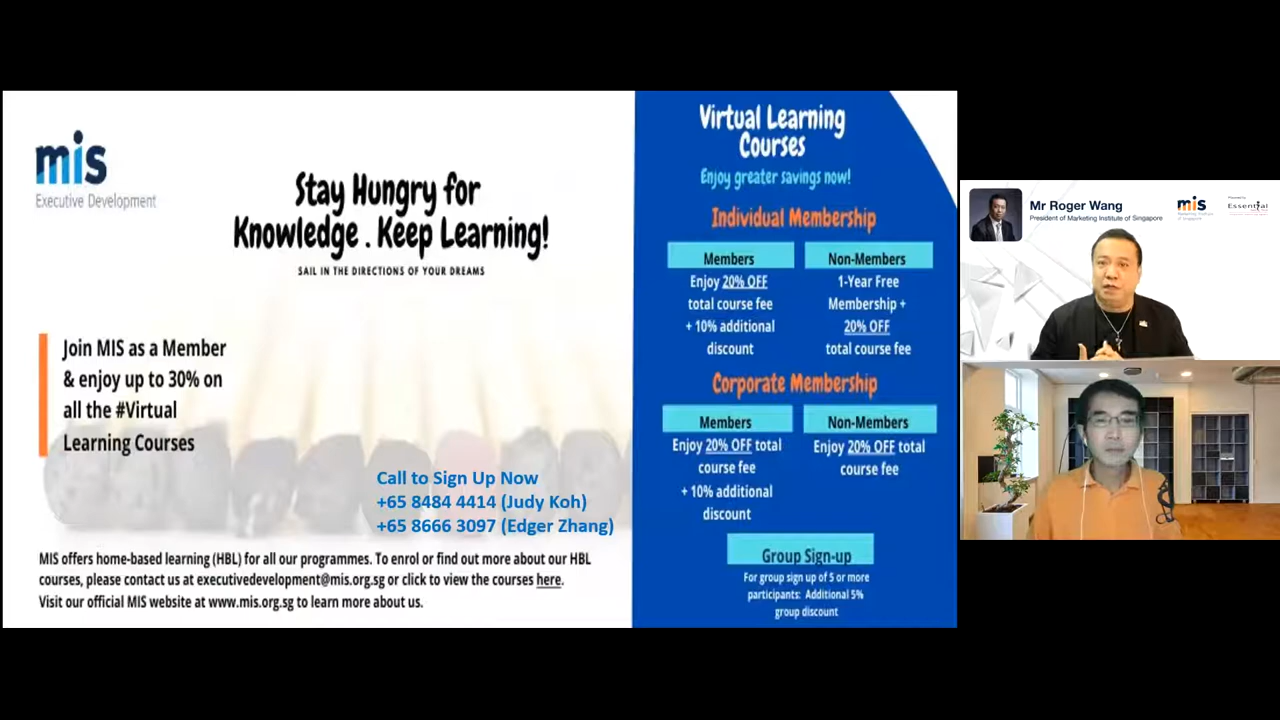 mis
Executive Development
Stay Hungry for
Knowledge . Keep Learning!
SAIL IN THE DIRECTIONS OF YOUR DREAMS
Join MIS as a Member
& enjoy up to 30% on
all the #Virtual
Learning Courses
Call to Sign Up Now
+65 8484 4414 (Judy Koh)
+65 8666 3097 (Edger Zhang)
MIS offers home-based learning (HBL) for all our programmes. To enrol or find out more about our HBL
courses, please contact us at executivedevelopment@mis.org.sg or click to view the courses here.
Visit our official MIS website at www.mis.org.sg to learn more about us.
Virtual Learning
Courses
Enjoy greater savings now!
Individual Membership
Members
Enjoy 20% OFF
total course fee
+ 10% additional
discount
Non-Members
1-Year Free
Membership +
20% OFF
total course fee
Corporate Membership
Members
Enjoy 20% OFF total
course fee
+ 10% additional
discount
Non-Members
Enjoy 20% OFF total
course fee
Group Sign-up
For group sign up of 5 or more
participants: Additional 5%
group discount
Mr Roger Wang
President of Marketing Institute of Singapore
mis
Marketing Institute
of Singapore
Essential